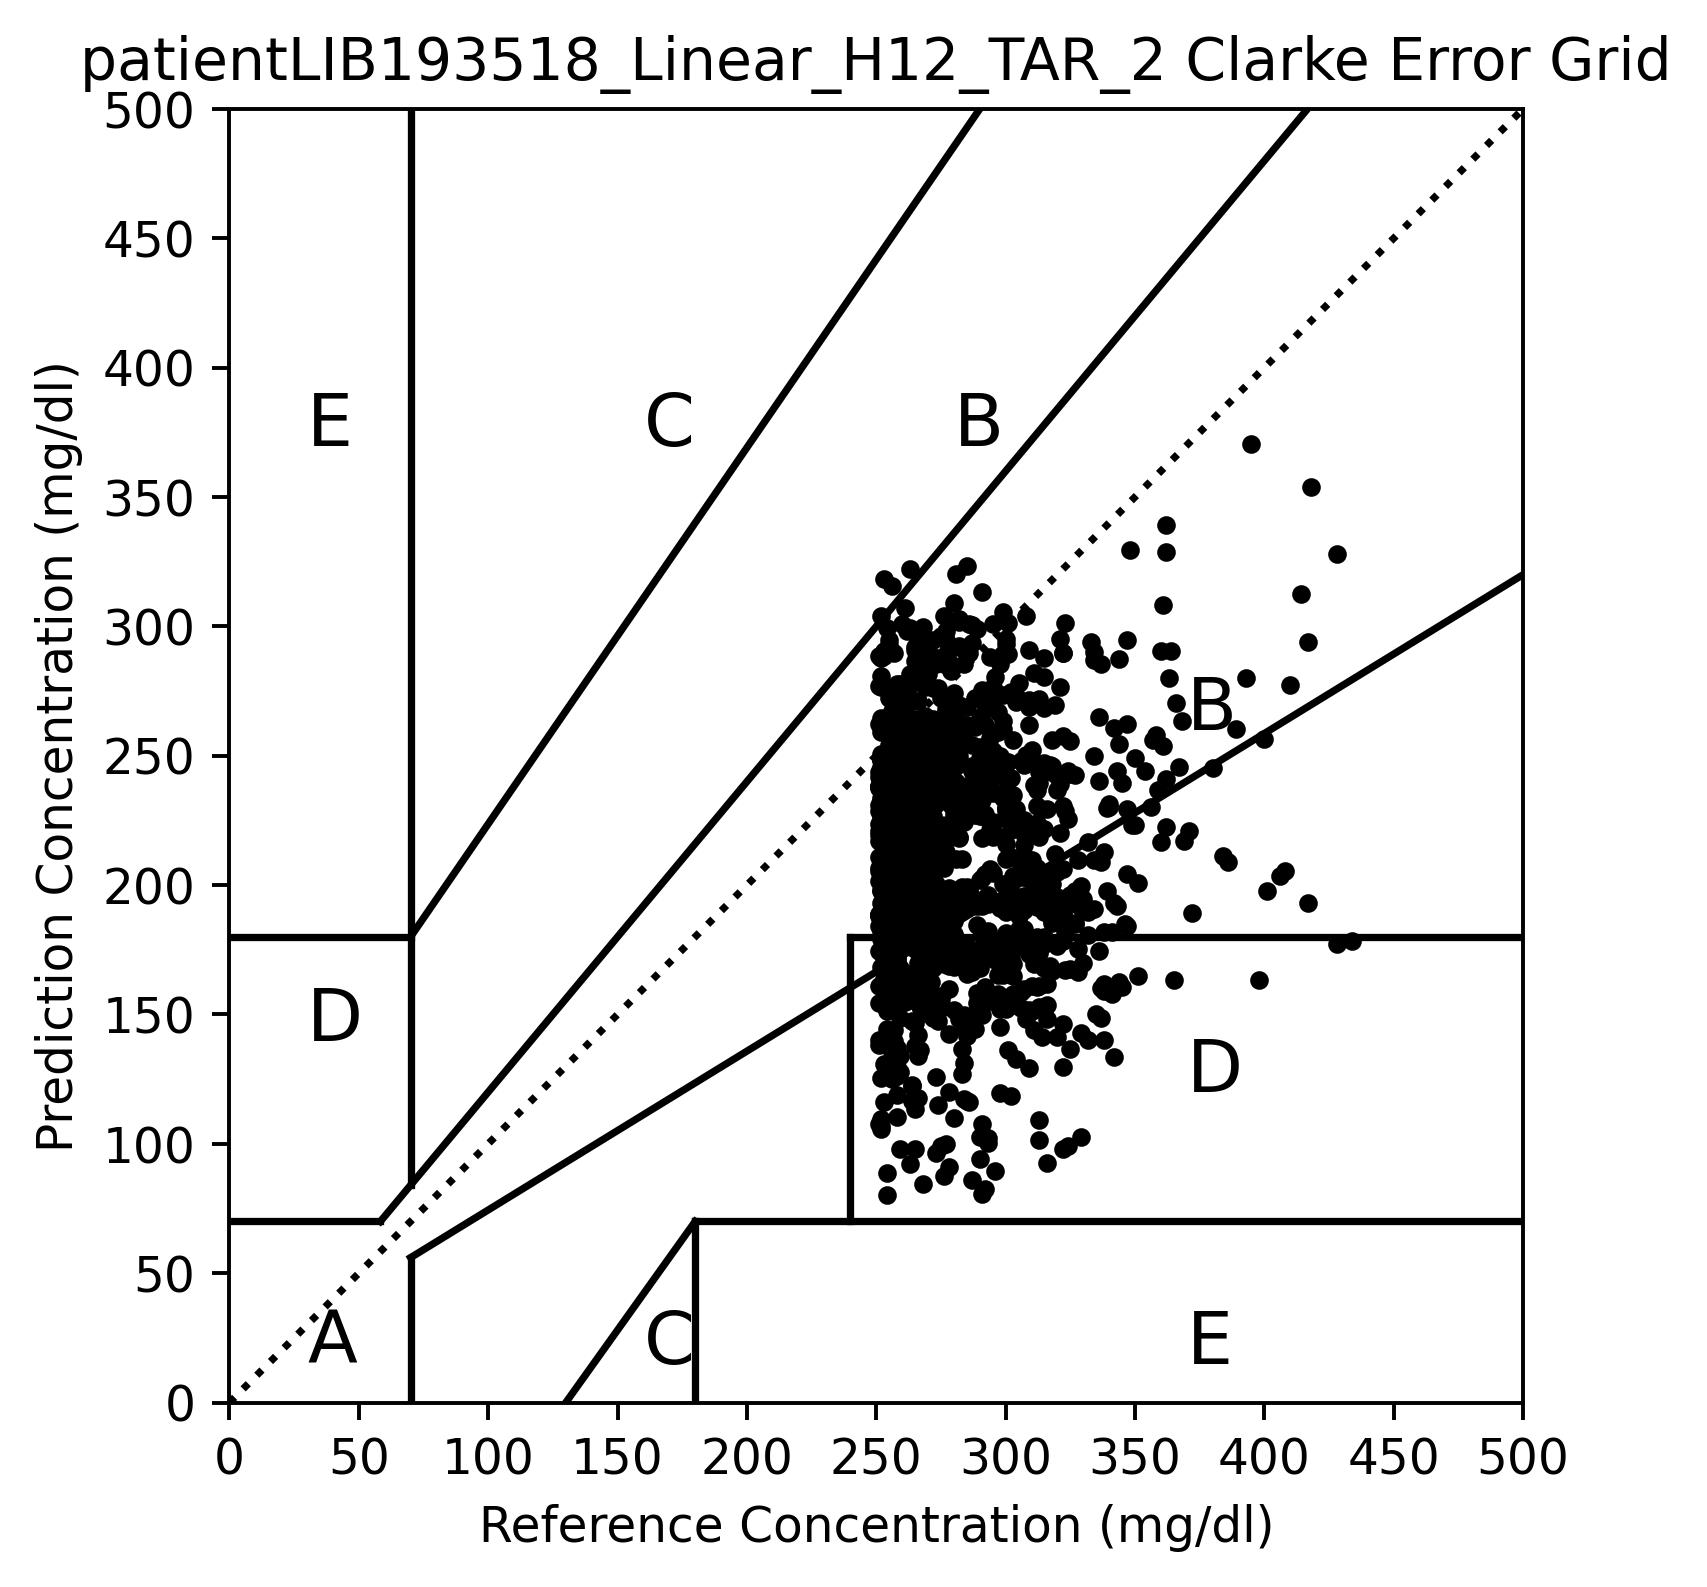 patientLIB193518_Linear_H12_TAR_2 Clarke Error Grid
500
450
400
350
300
250
200
150
100
50
0
Prediction Concentration (mg/dl)
E
C
B
B
D
D
A
C
E
0 50 100 150 200 250 300 350 400 450 500
Reference Concentration (mg/dl)